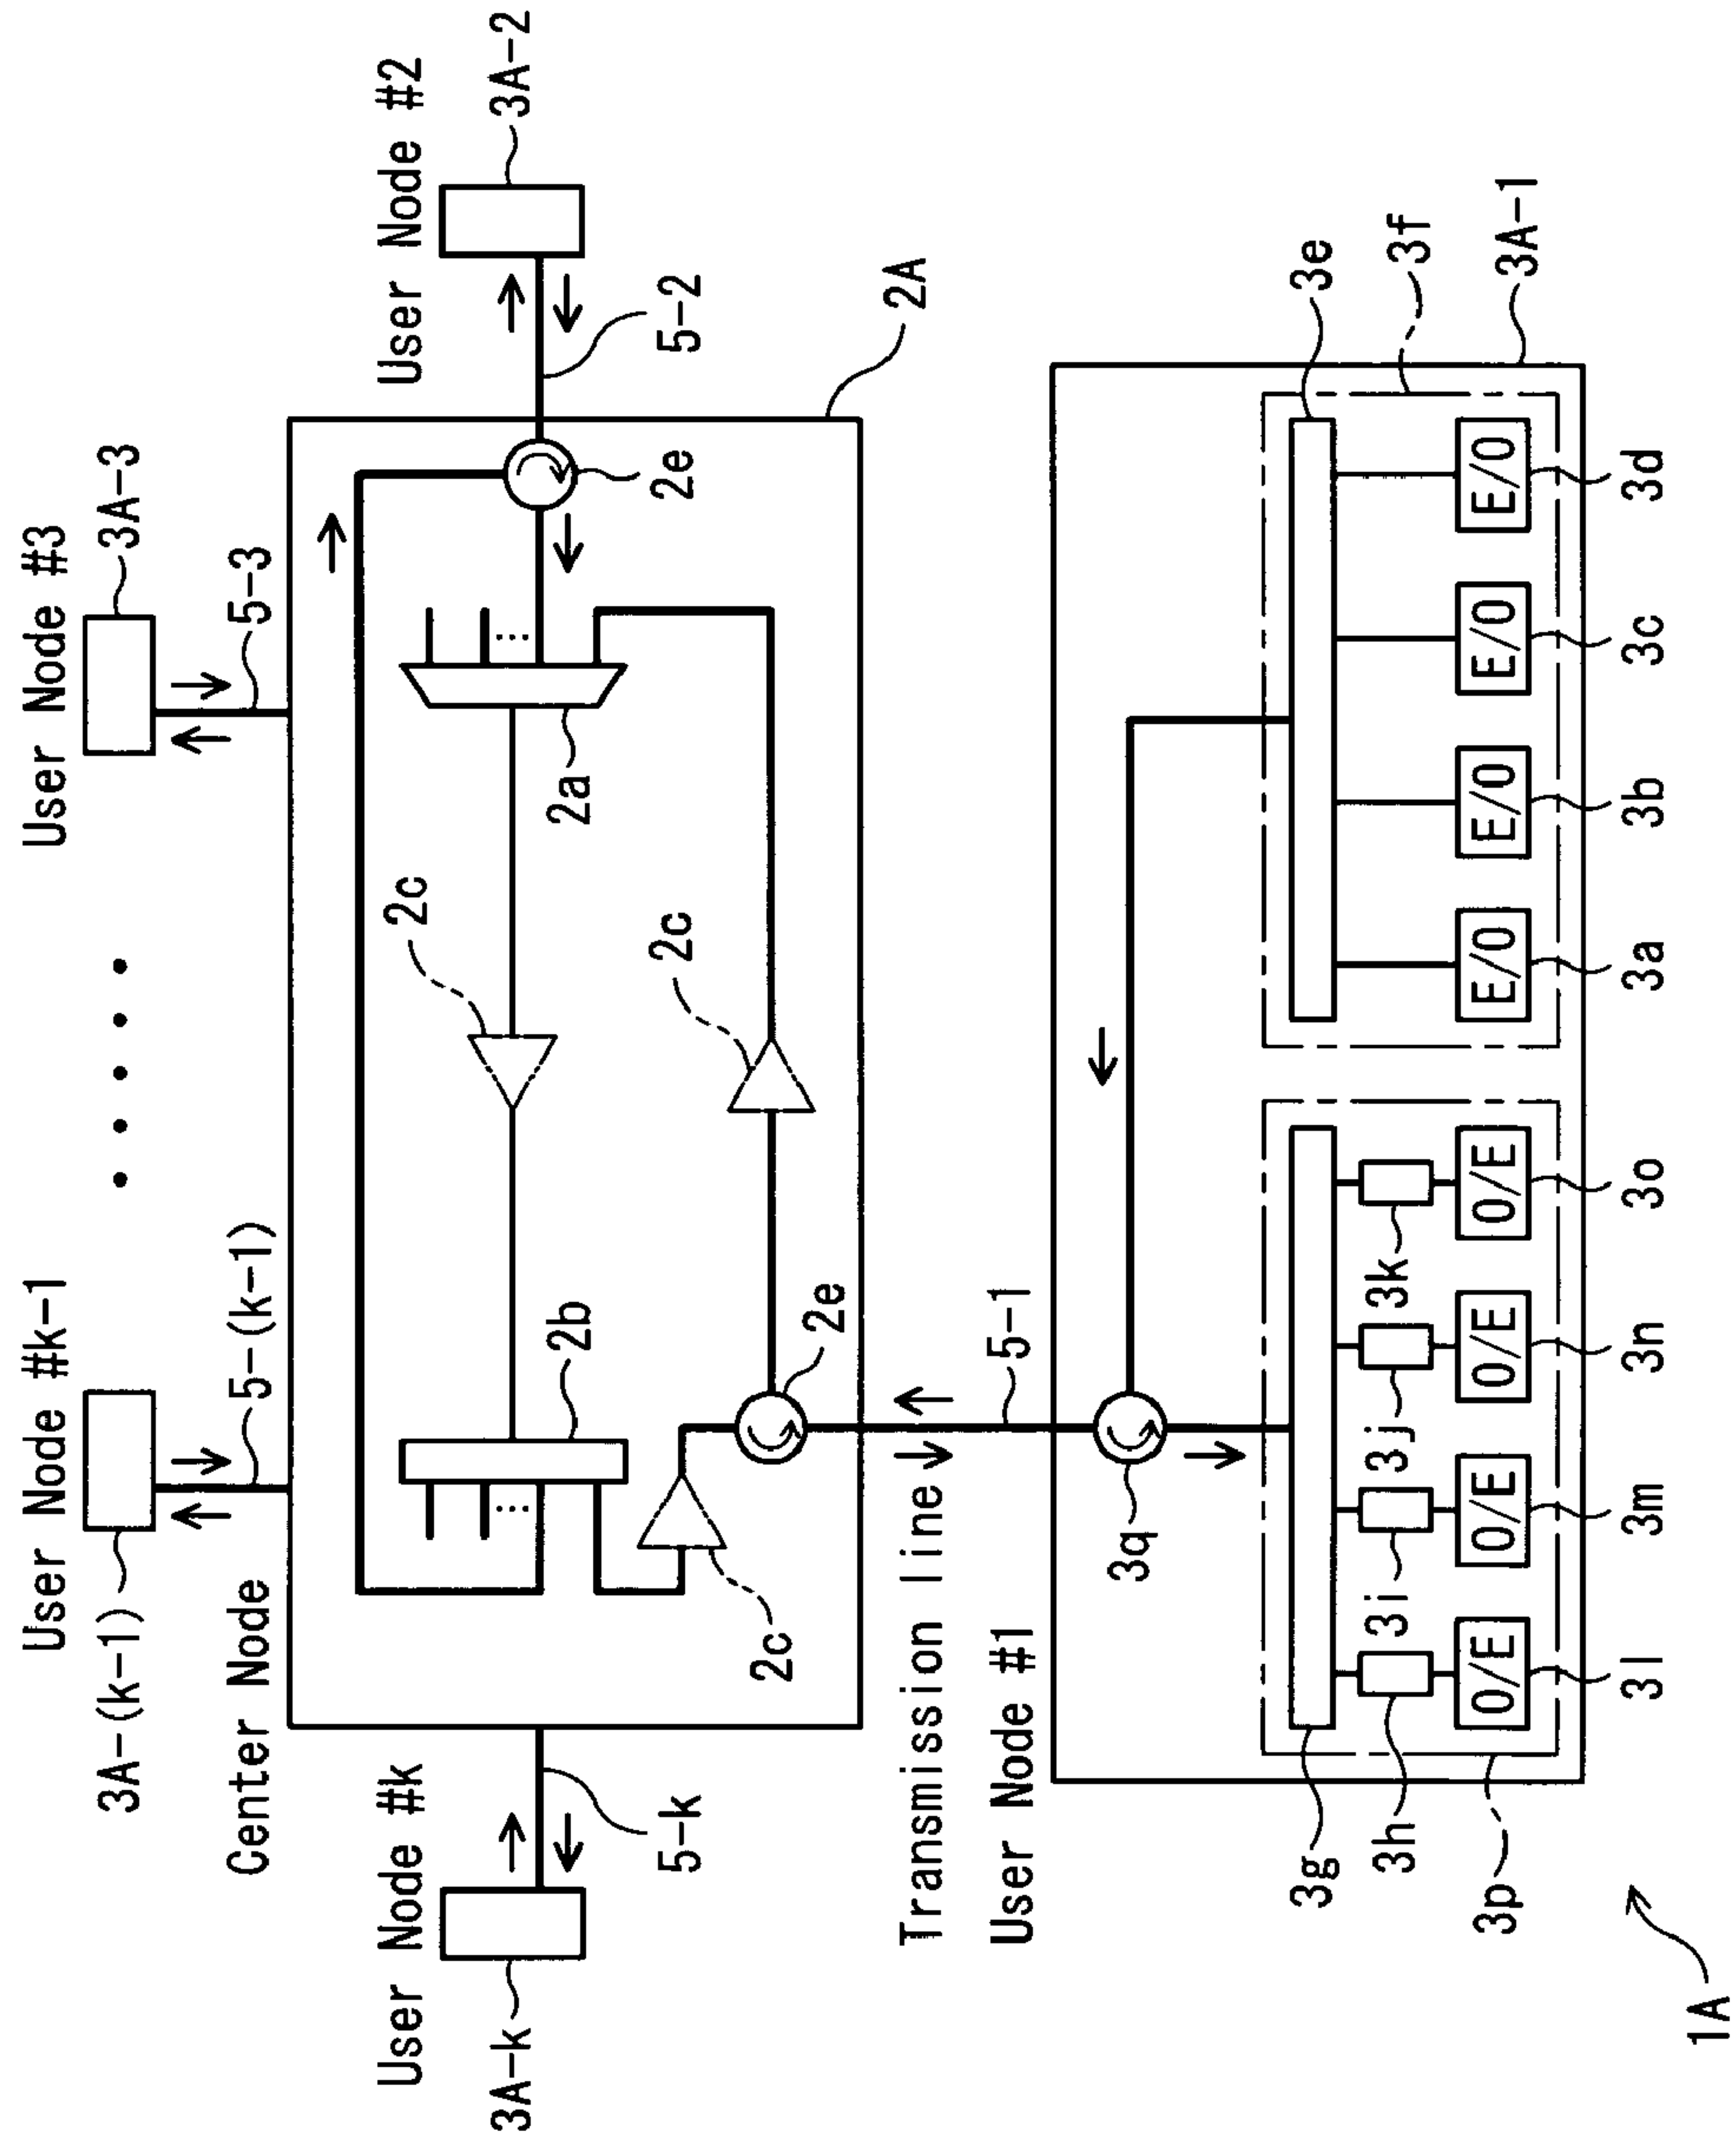 User Node #k-1
User Node #3
3A-(k-1)
3A-3
5-(k-1)
5-3
Center Node
User Node #k
User Node #2
3A-k
3A-2
5-k
5-2
2b
2c
2a
2e
...
...
2c
2c
2e
2A
Transmission line
5-1
User Node #1
3q
3g
3e
3h
3i
3j
3k
3f
3p
O/E
O/E
O/E
O/E
E/O
E/O
E/O
E/O
3A-1
3l
3m
3n
3o
3a
3b
3c
3d
1A